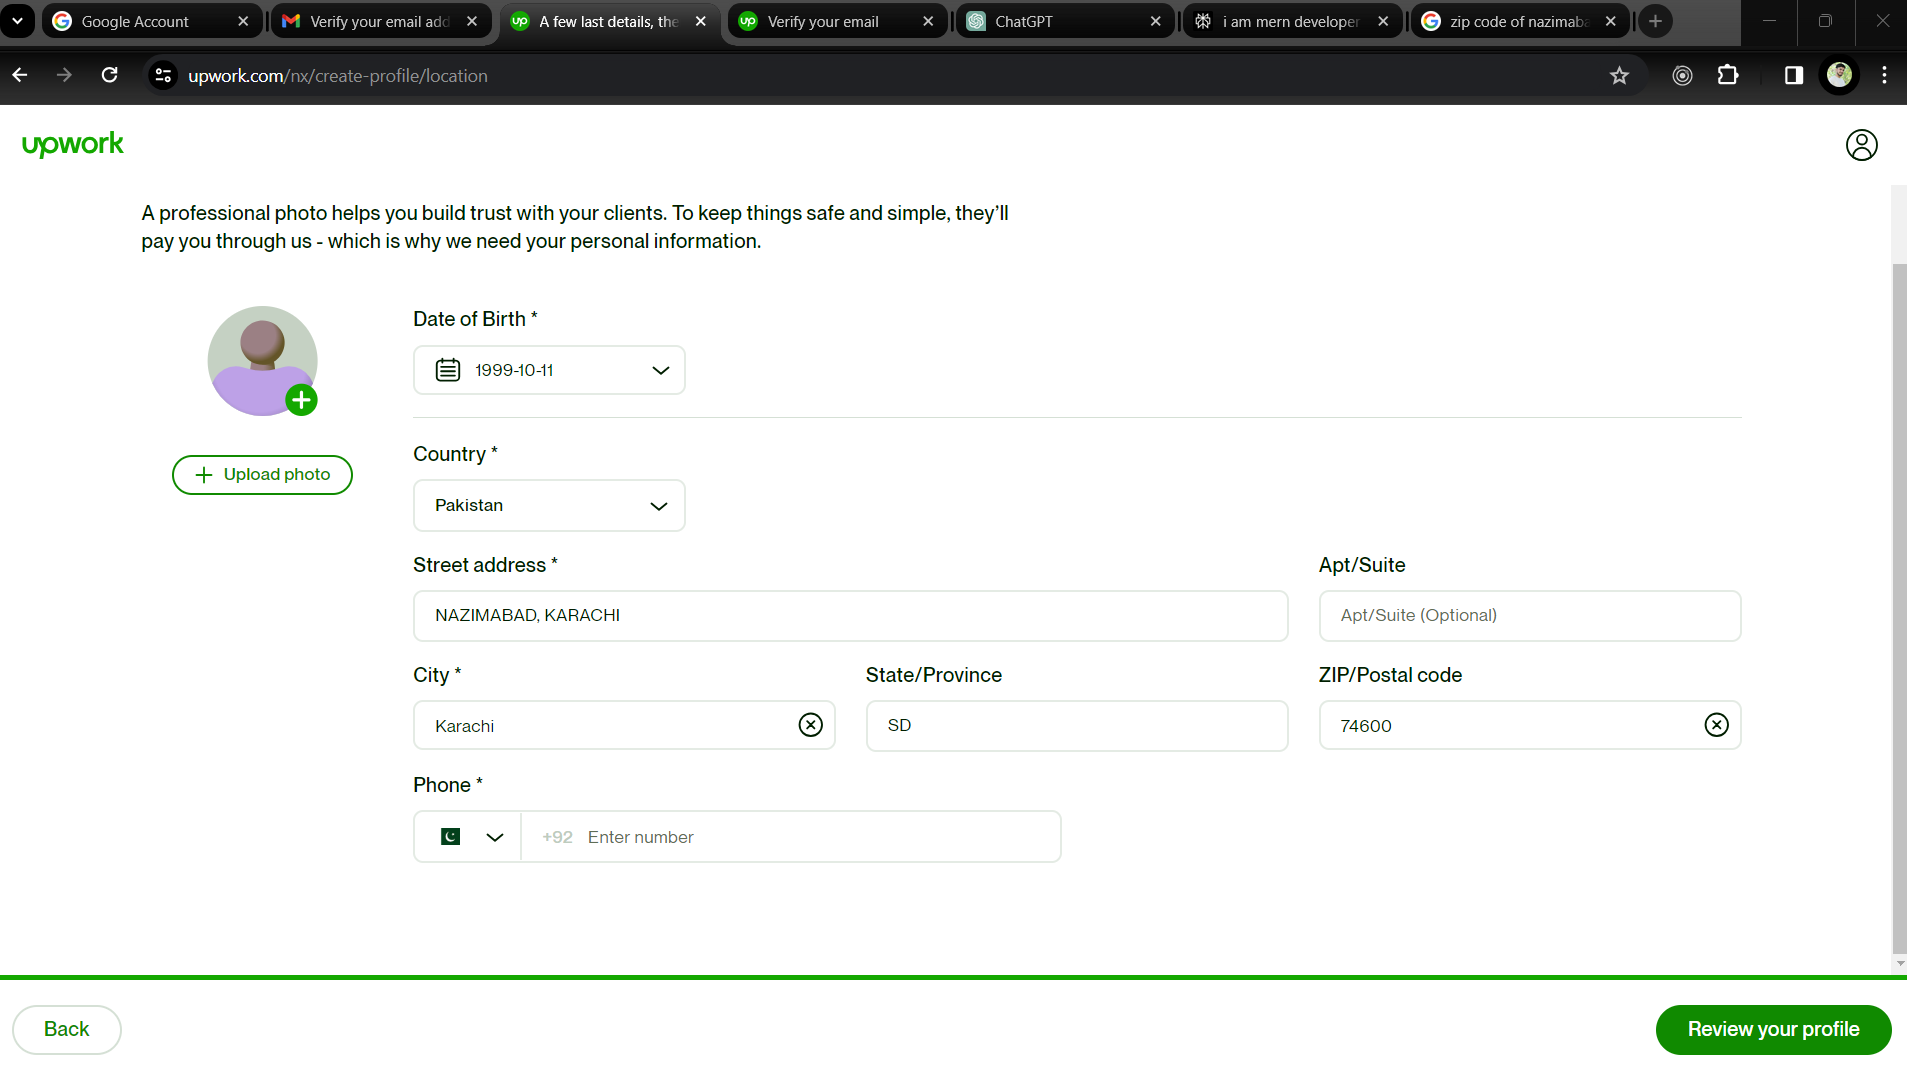 Google Account
Verify your email add
up A few last details, the
up Verify your email
ChatGPT
i am mern developer
zip code of nazimaba
upwork.com/nx/create-profile/location
upwork
A professional photo helps you build trust with your clients. To keep things safe and simple, they’ll
pay you through us - which is why we need your personal information.
Upload photo
Date of Birth *
1999-10-11
Country *
Pakistan
Street address *
Apt/Suite
NAZIMABAD, KARACHI
Apt/Suite (Optional)
City *
State/Province
ZIP/Postal code
Karachi
SD
74600
Phone *
+92 Enter number
Back
Review your profile